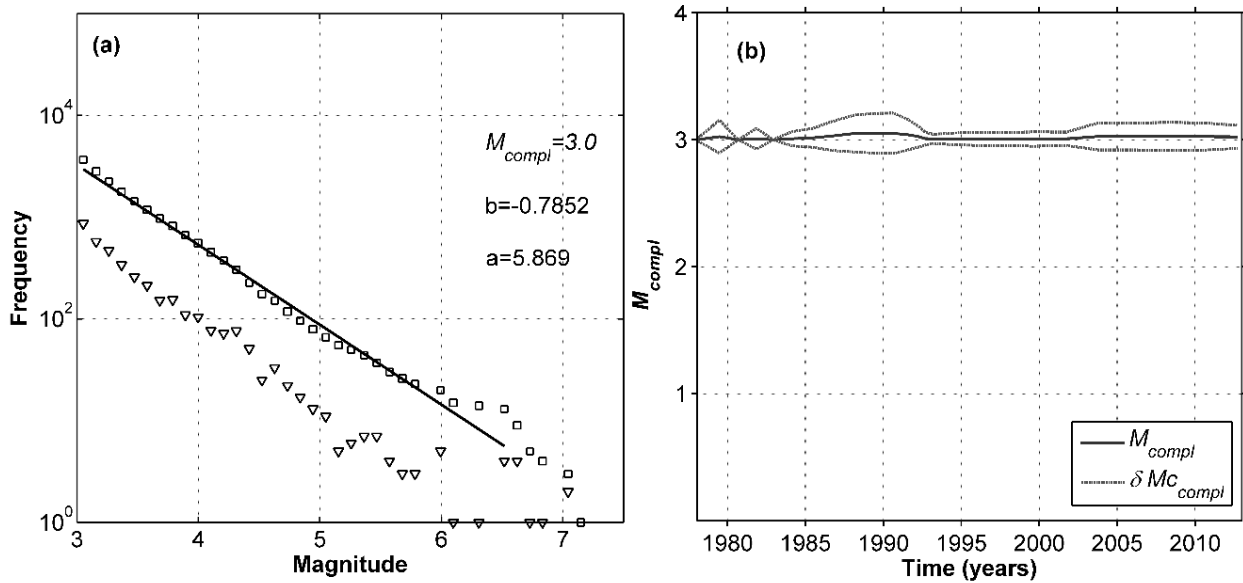 (a)
Frequency
10^4
10^2
10^0
M_compl=3.0
b=-0.7852
a=5.869
3 4 5 6 7
Magnitude
(b)
M_compl
4
3
2
1
M_compl
δ Mc_compl
1980 1985 1990 1995 2000 2005 2010
Time (years)